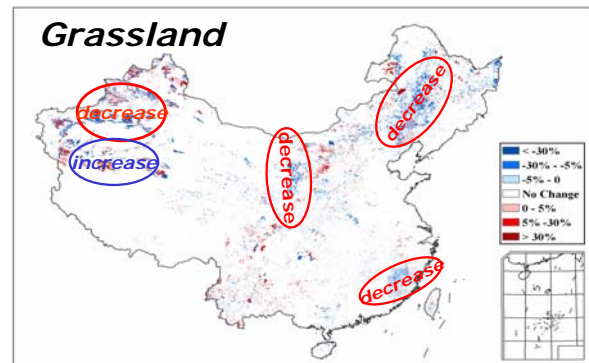 Grassland
decrease
increase
decrease
decrease
decrease
< -30%
-30% - -5%
-5% - 0
No Change
0 - 5%
5% -30%
> 30%